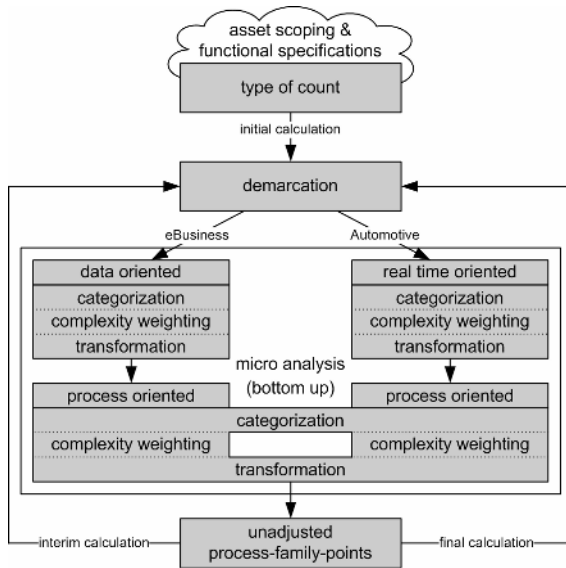 asset scoping &
functional specifications
type of count
initial calculation
demarcation
eBusiness
Automotive
data oriented
real time oriented
categorization
categorization
complexity weighting
complexity weighting
transformation
transformation
micro analysis
(bottom up)
process oriented
process oriented
categorization
complexity weighting
complexity weighting
transformation
interim calculation
unadjusted
process-family-points
final calculation